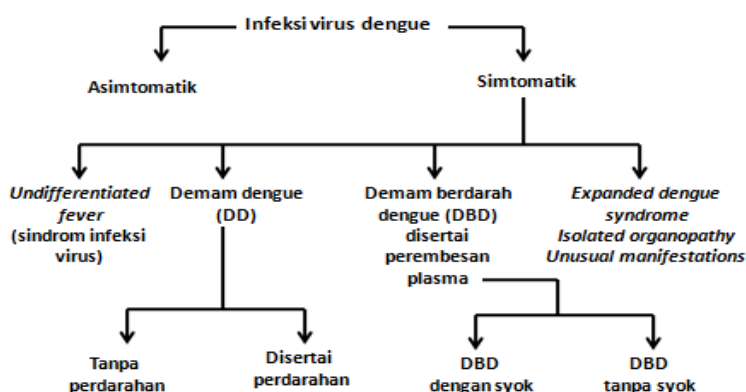 Infeksi virus dengue
Asimtomatik
Simtomatik
Undifferentiated
fever
(sindrom infeksi
virus)
Demam dengue
(DD)
Demam berdarah
dengue (DBD)
disertai
perembesan
plasma
Expanded dengue
syndrome
Isolated organopathy
Unusual manifestations
Tanpa
perdarahan
Disertai
perdarahan
DBD
dengan syok
DBD
tanpa syok